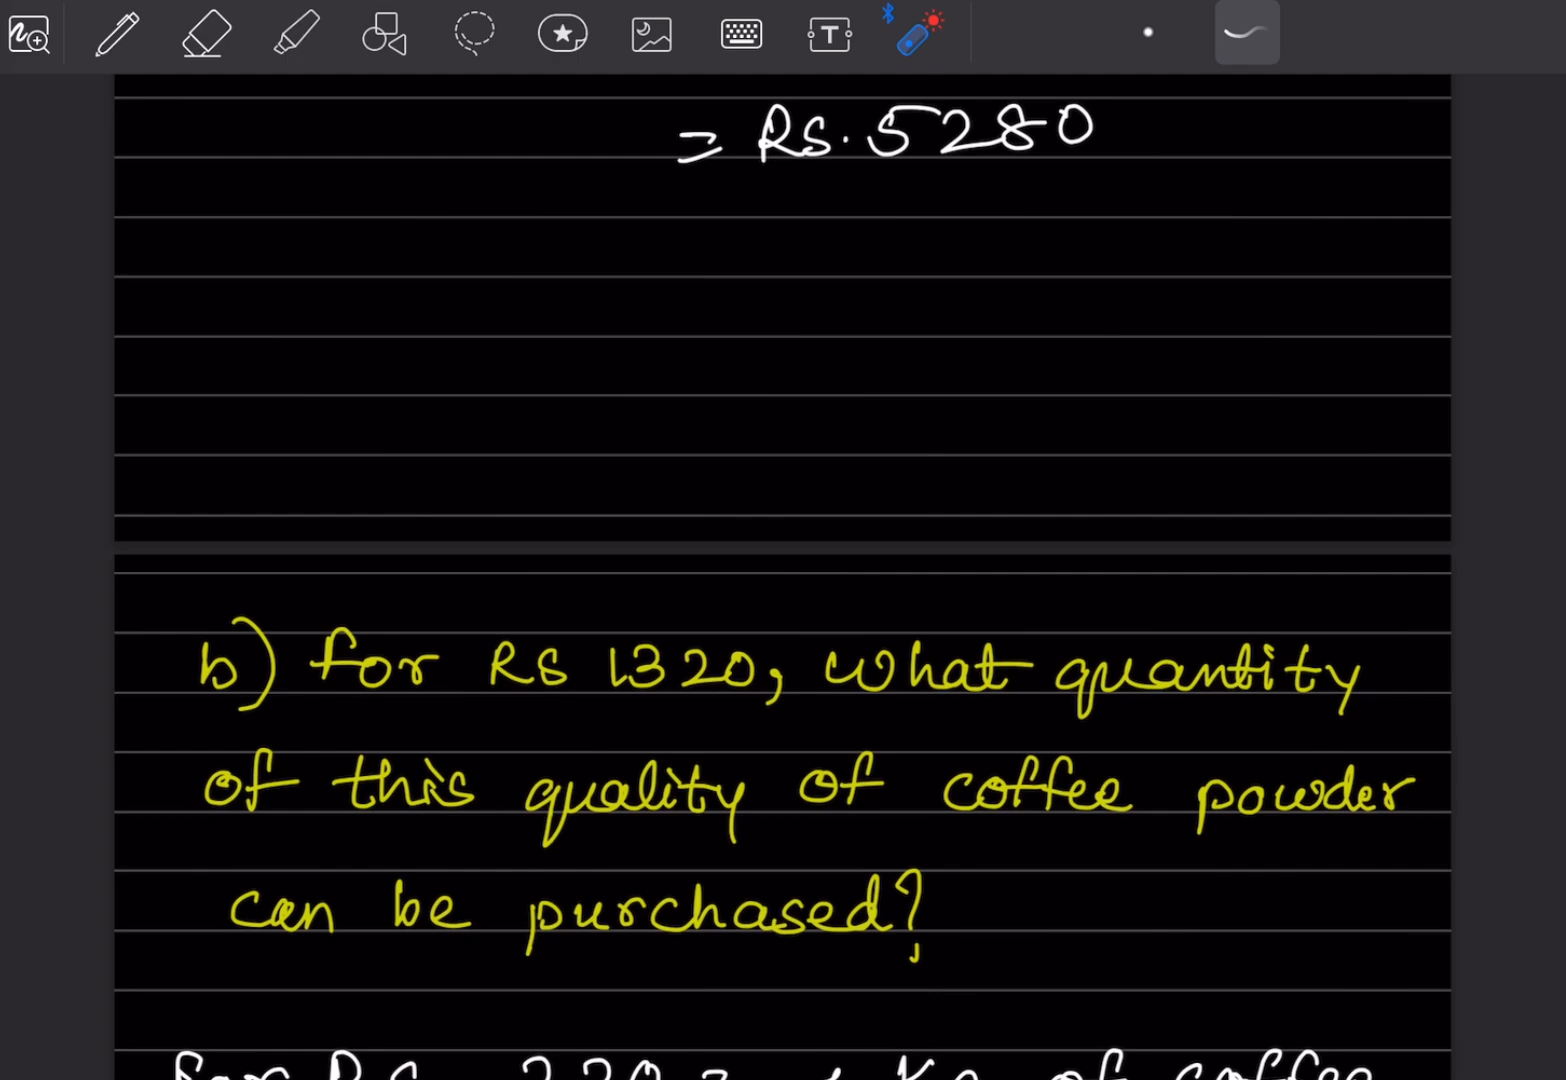 = Rs. 5280
b) for RS 1320, what quantity
of this quality of coffee powder
can be purchased?